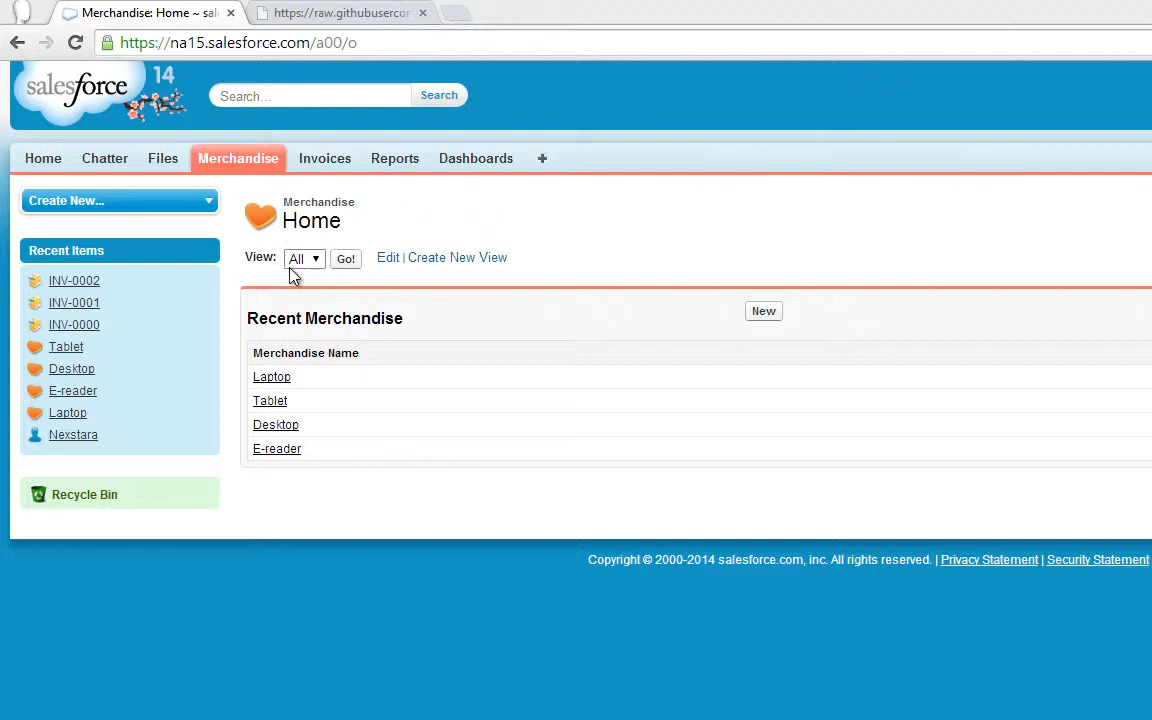 Merchandise: Home ~ sal
https://raw.githubusercor
https://na15.salesforce.com/a00/o
salesforce
14
Search...
Search
Home Chatter Files Merchandise Invoices Reports Dashboards +
Create New...
Recent Items
INV-0002
INV-0001
INV-0000
Tablet
Desktop
E-reader
Laptop
Nexstara
Recycle Bin
Merchandise
Home
View: All Go! Edit | Create New View
Recent Merchandise
New
Merchandise Name
Laptop
Tablet
Desktop
E-reader
Copyright © 2000-2014 salesforce.com, inc. All rights reserved. | Privacy Statement | Security Statement